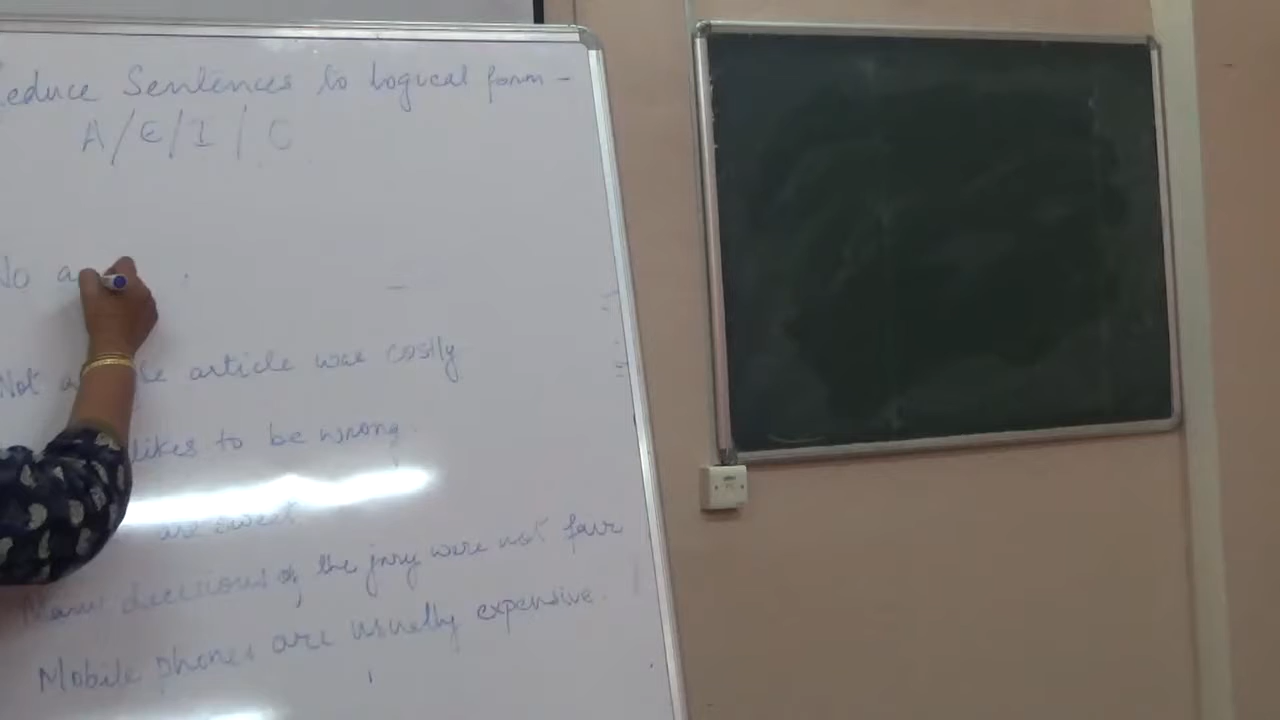 educe Sentences to logical form -
A/E/I/O
No a
Not a article was costly
likes to be wrong.
are sweet
Many decisions of the jury were not fair
Mobile phones are usually expensive.